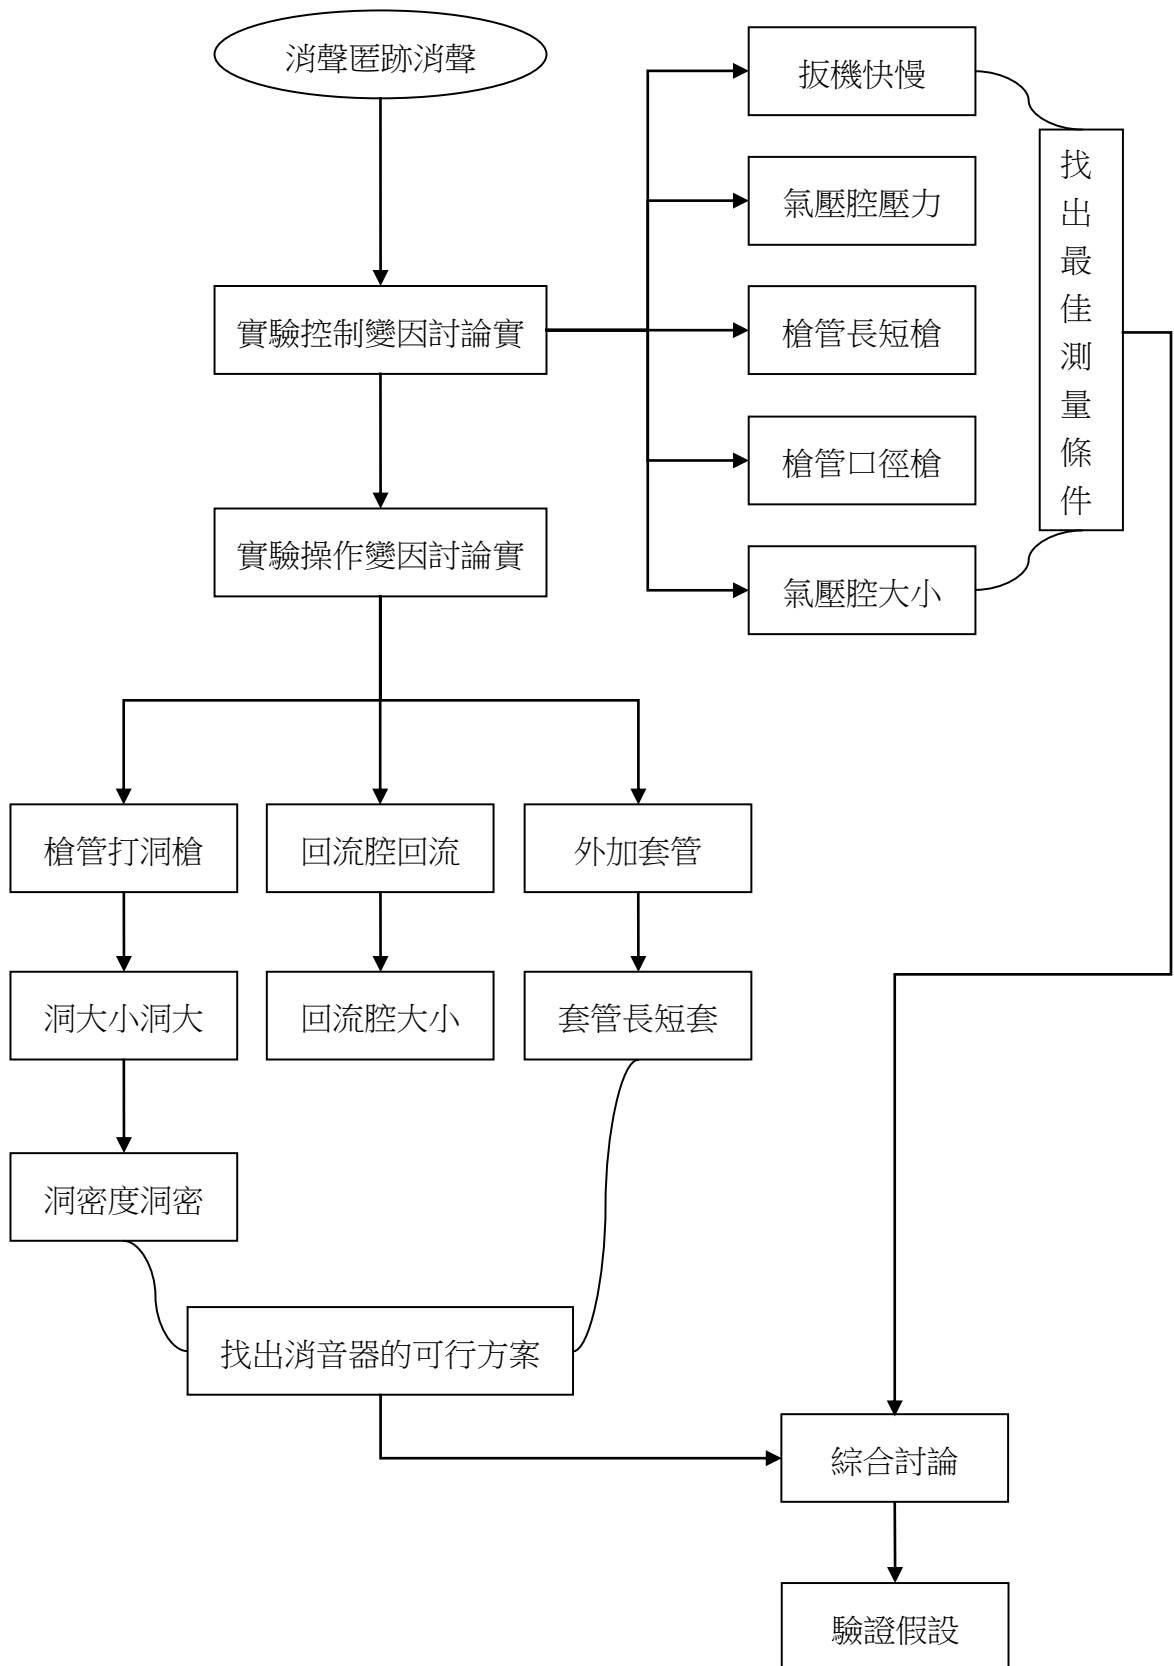 消聲匿跡消聲
扳機快慢
氣壓腔壓力
槍管長短槍
槍管口徑槍
氣壓腔大小
找出最佳測量條件
實驗控制變因討論實
實驗操作變因討論實
槍管打洞槍
回流腔回流
外加套管
洞大小洞大
回流腔大小
套管長短套
洞密度洞密
找出消音器的可行方案
綜合討論
驗證假設